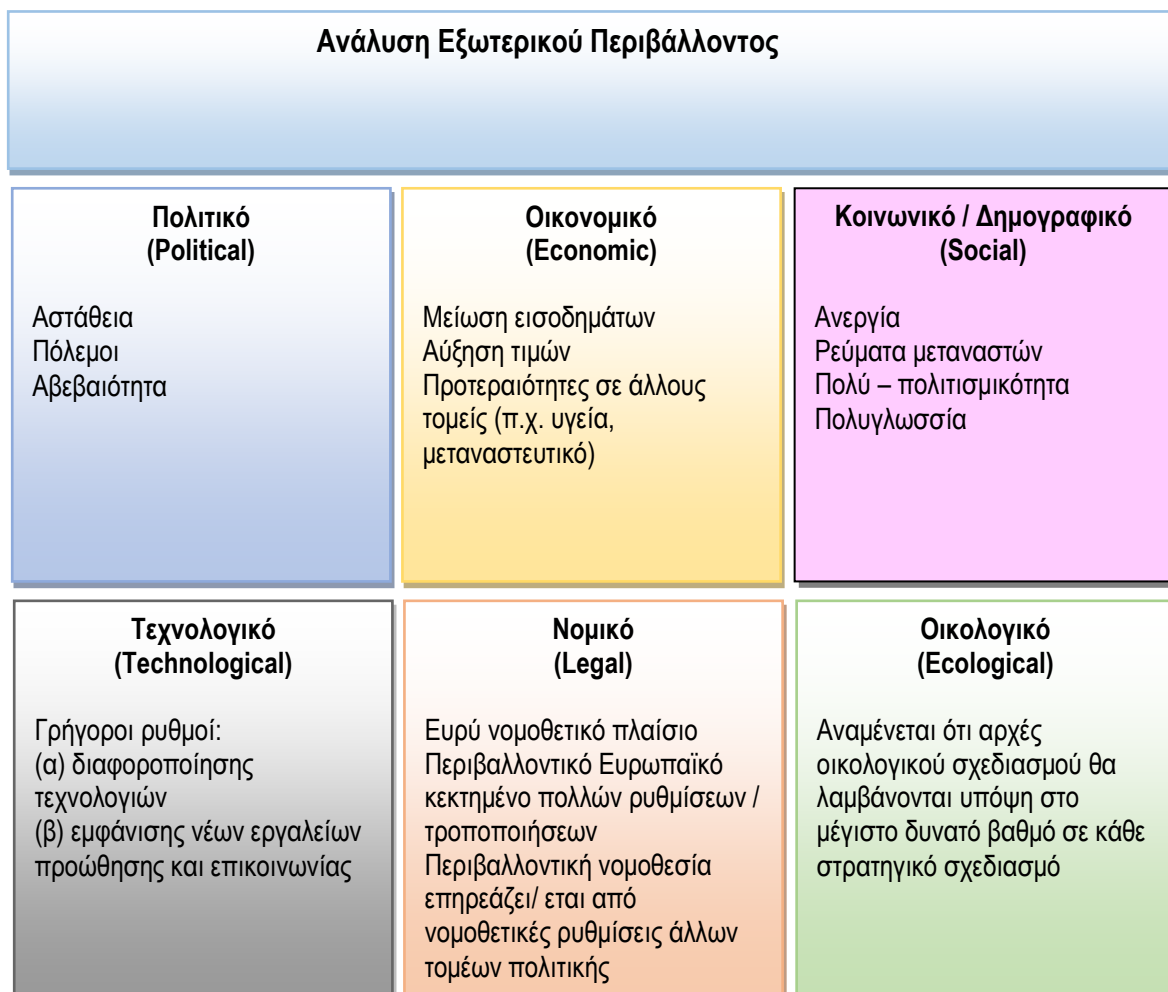 Ανάλυση Εξωτερικού Περιβάλλοντος
Πολιτικό
(Political)
Αστάθεια
Πόλεμοι
Αβεβαιότητα
Οικονομικό
(Economic)
Μείωση εισοδημάτων
Αύξηση τιμών
Προτεραιότητες σε άλλους
τομείς (π.χ. υγεία,
μεταναστευτικό)
Κοινωνικό / Δημογραφικό
(Social)
Ανεργία
Ρεύματα μεταναστών
Πολύ – πολιτισμικότητα
Πολυγλωσσία
Τεχνολογικό
(Technological)
Γρήγοροι ρυθμοί:
(α) διαφοροποίησης
τεχνολογιών
(β) εμφάνισης νέων εργαλείων
προώθησης και επικοινωνίας
Νομικό
(Legal)
Ευρύ νομοθετικό πλαίσιο
Περιβαλλοντικό Ευρωπαϊκό
κεκτημένο πολλών ρυθμίσεων /
τροποποιήσεων
Περιβαλλοντική νομοθεσία
επηρεάζει/ εται από
νομοθετικές ρυθμίσεις άλλων
τομέων πολιτικής
Οικολογικό
(Ecological)
Αναμένεται ότι αρχές
οικολογικού σχεδιασμού θα
λαμβάνονται υπόψη στο
μέγιστο δυνατό βαθμό σε κάθε
στρατηγικό σχεδιασμό